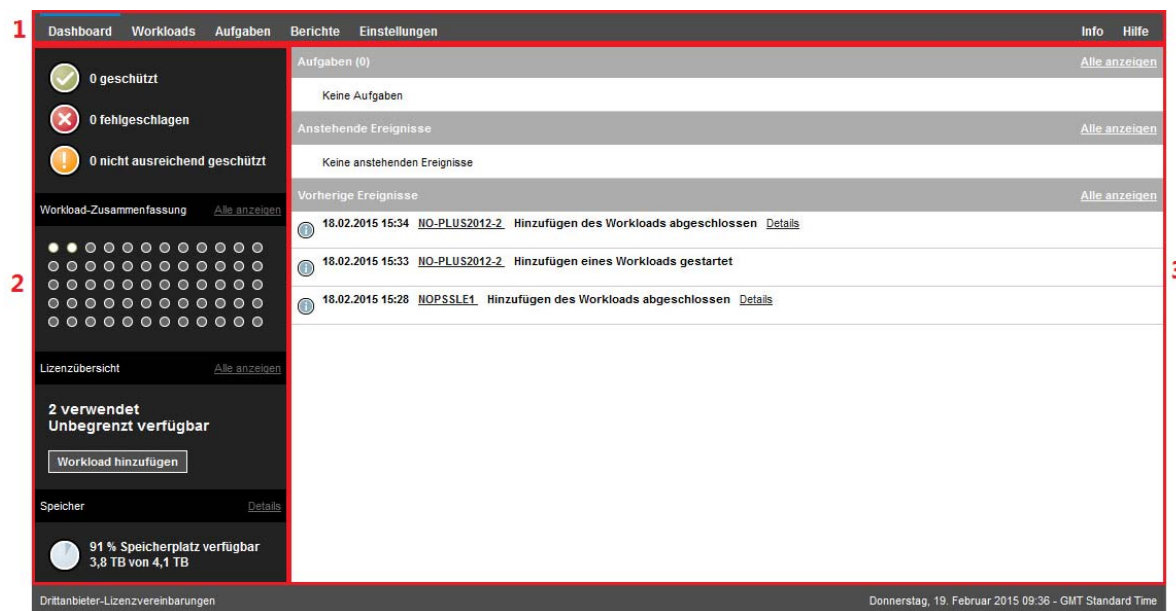 1
Dashboard Workloads Aufgaben Berichte Einstellungen Info Hilfe
2
0 geschützt
0 fehlgeschlagen
0 nicht ausreichend geschützt
Workload-Zusammenfassung Alle anzeigen
Lizenzübersicht Alle anzeigen
2 verwendet
Unbegrenzt verfügbar
Workload hinzufügen
Speicher Details
91 % Speicherplatz verfügbar
3,8 TB von 4,1 TB
Aufgaben (0) Alle anzeigen
Keine Aufgaben
Anstehende Ereignisse Alle anzeigen
Keine anstehenden Ereignisse
Vorherige Ereignisse Alle anzeigen
18.02.2015 15:34 NO-PLUS2012-2 Hinzufügen des Workloads abgeschlossen Details
18.02.2015 15:33 NO-PLUS2012-2 Hinzufügen eines Workloads gestartet
18.02.2015 15:28 NOPSSLE1 Hinzufügen des Workloads abgeschlossen Details
Drittanbieter-Lizenzvereinbarungen Donnerstag, 19. Februar 2015 09:36 - GMT Standard Time